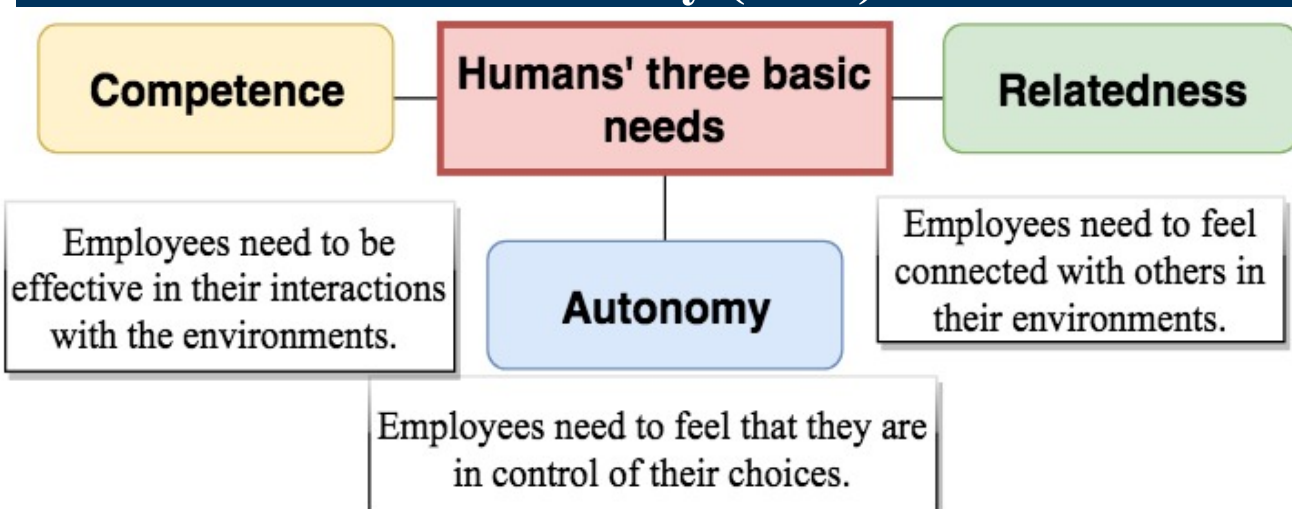 Competence
Humans' three basic
needs
Relatedness
Employees need to be
effective in their interactions
with the environments.
Autonomy
Employees need to feel
connected with others in
their environments.
Employees need to feel that they are
in control of their choices.